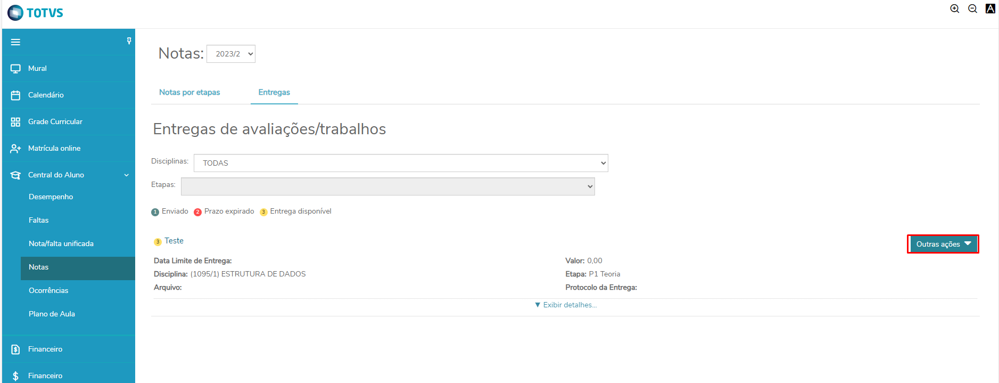 TOTVS
A
Mural
Calendário
Grade Curricular
Matrícula online
Central do Aluno
Desempenho
Faltas
Nota/falta unificada
Notas
Ocorrências
Plano de Aula
Financeiro
$ Financeiro
Notas: 2023/2
Notas por etapas Entregas
Entregas de avaliações/trabalhos
Disciplinas: TODAS
Etapas:
1 Enviado 2 Prazo expirado 3 Entrega disponível
3 Teste
Outras ações
Data Limite de Entrega: Valor: 0,00
Disciplina: (1095/1) ESTRUTURA DE DADOS Etapa: P1 Teoria
Arquivo: Protocolo da Entrega:
▼ Exibir detalhes...